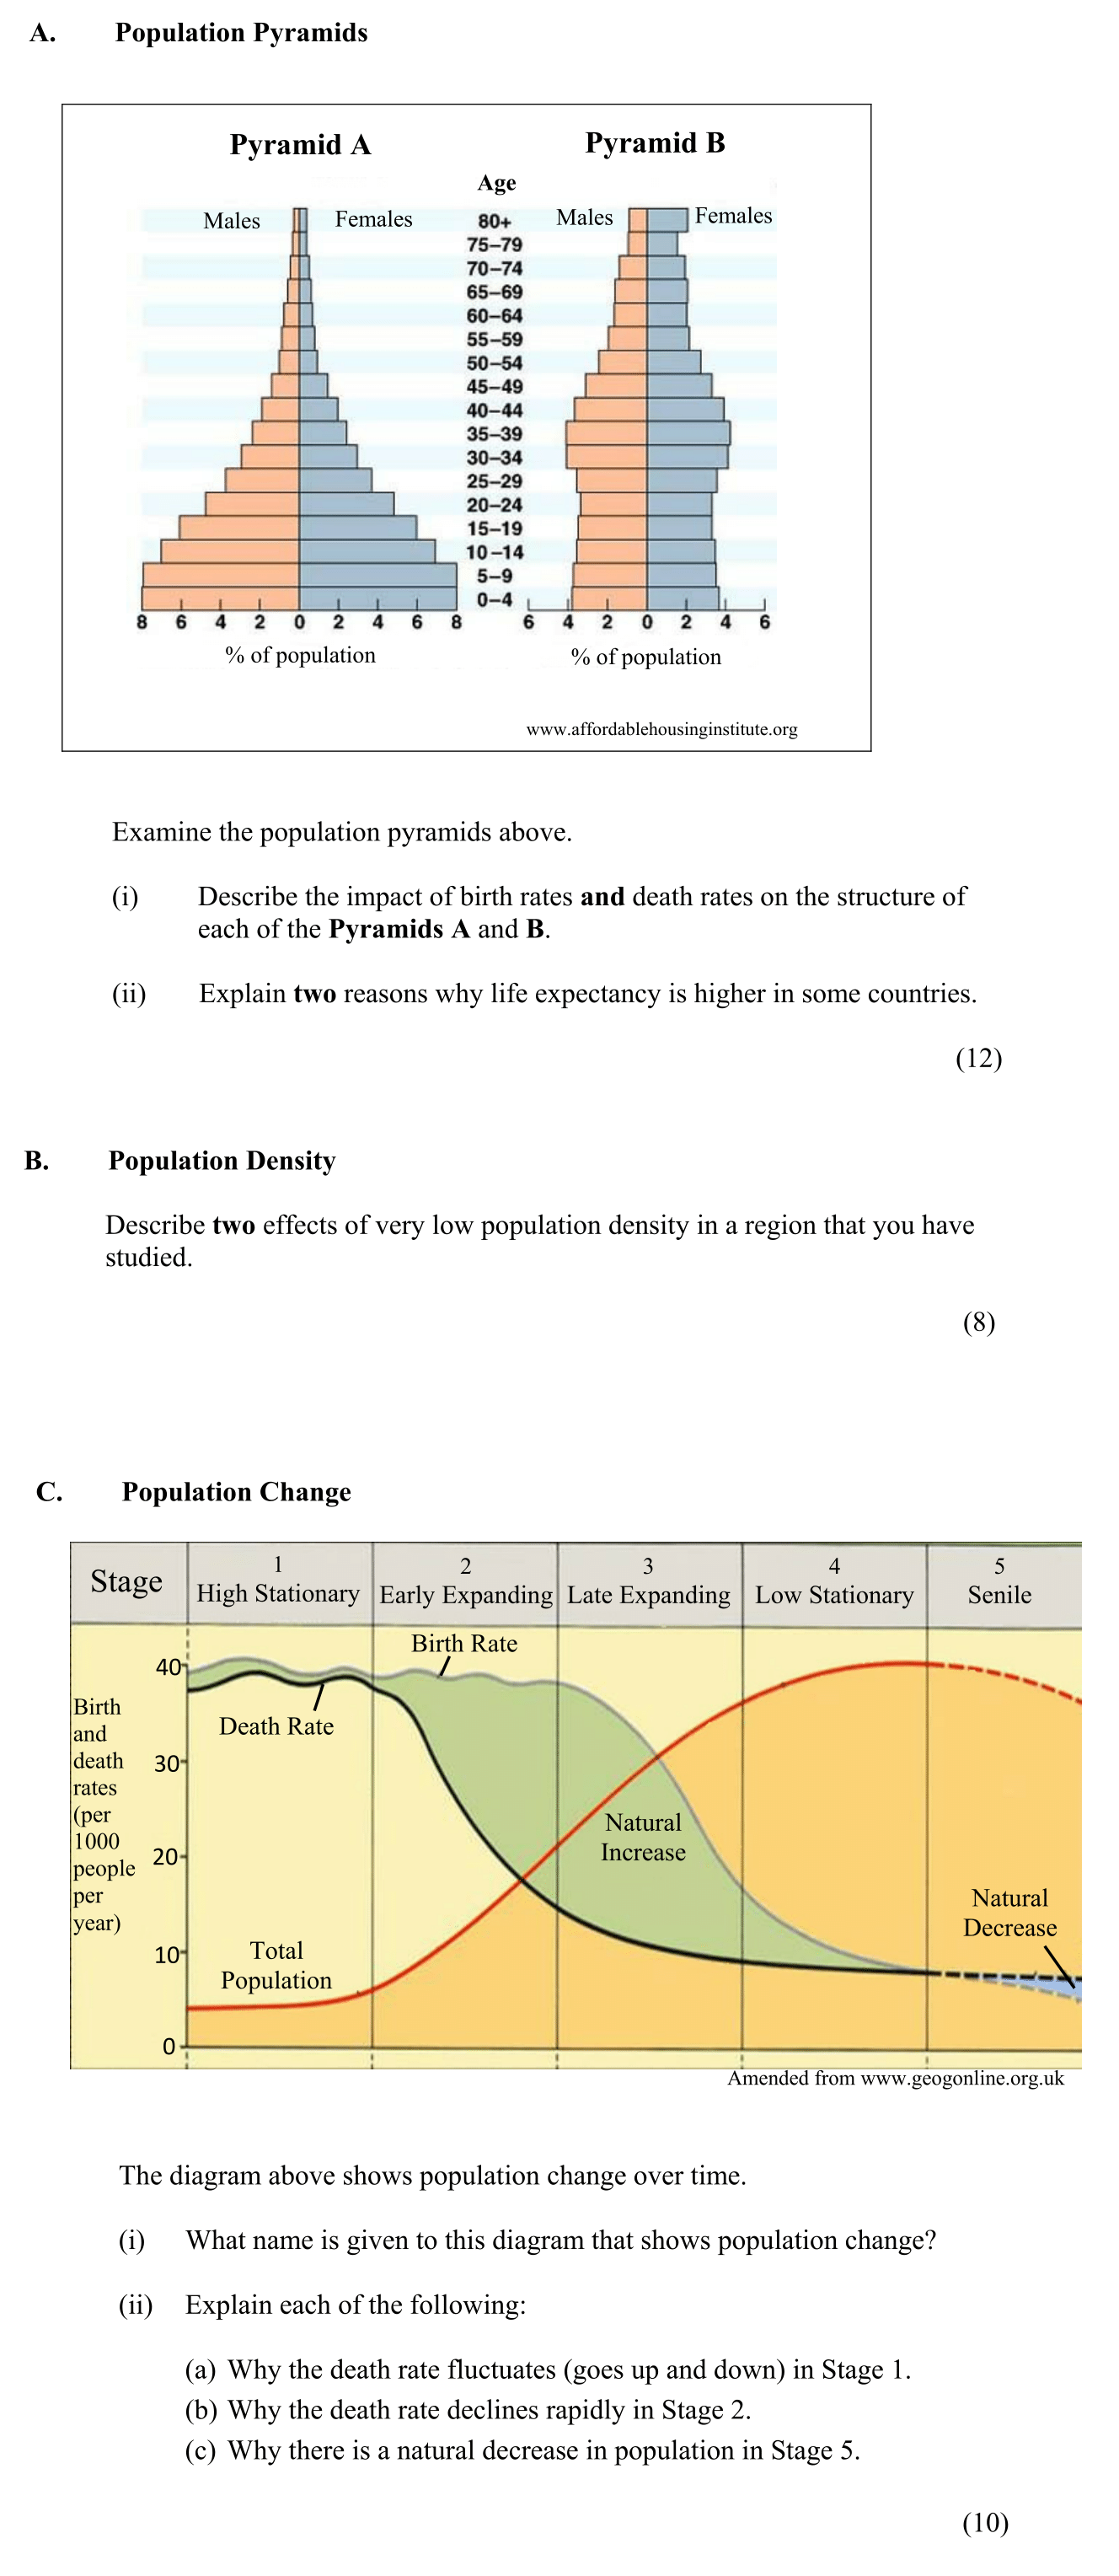 A. Population Pyramids
Pyramid A
Pyramid B
Age
Males
Females
80+
Males
Females
75–79
70–74
65–69
60–64
55–59
50–54
45–49
40–44
35–39
30–34
25–29
20–24
15–19
10–14
5–9
0–4
8 6 4 2 0 2 4 6 8
6 4 2 0 2 4 6
% of population
% of population
www.affordablehousinginstitute.org
Examine the population pyramids above.
(i) Describe the impact of birth rates and death rates on the structure of
each of the Pyramids A and B.
(ii) Explain two reasons why life expectancy is higher in some countries.
(12)
B. Population Density
Describe two effects of very low population density in a region that you have
studied.
(8)
C. Population Change
Stage
1
High Stationary
2
Early Expanding
3
Late Expanding
4
Low Stationary
5
Senile
Birth
and
death
rates
(per
1000
people
per
year)
40
30
20
10
0
Birth Rate
Death Rate
Natural
Increase
Natural
Decrease
Total
Population
Amended from www.geogonline.org.uk
The diagram above shows population change over time.
(i) What name is given to this diagram that shows population change?
(ii) Explain each of the following:
(a) Why the death rate fluctuates (goes up and down) in Stage 1.
(b) Why the death rate declines rapidly in Stage 2.
(c) Why there is a natural decrease in population in Stage 5.
(10)